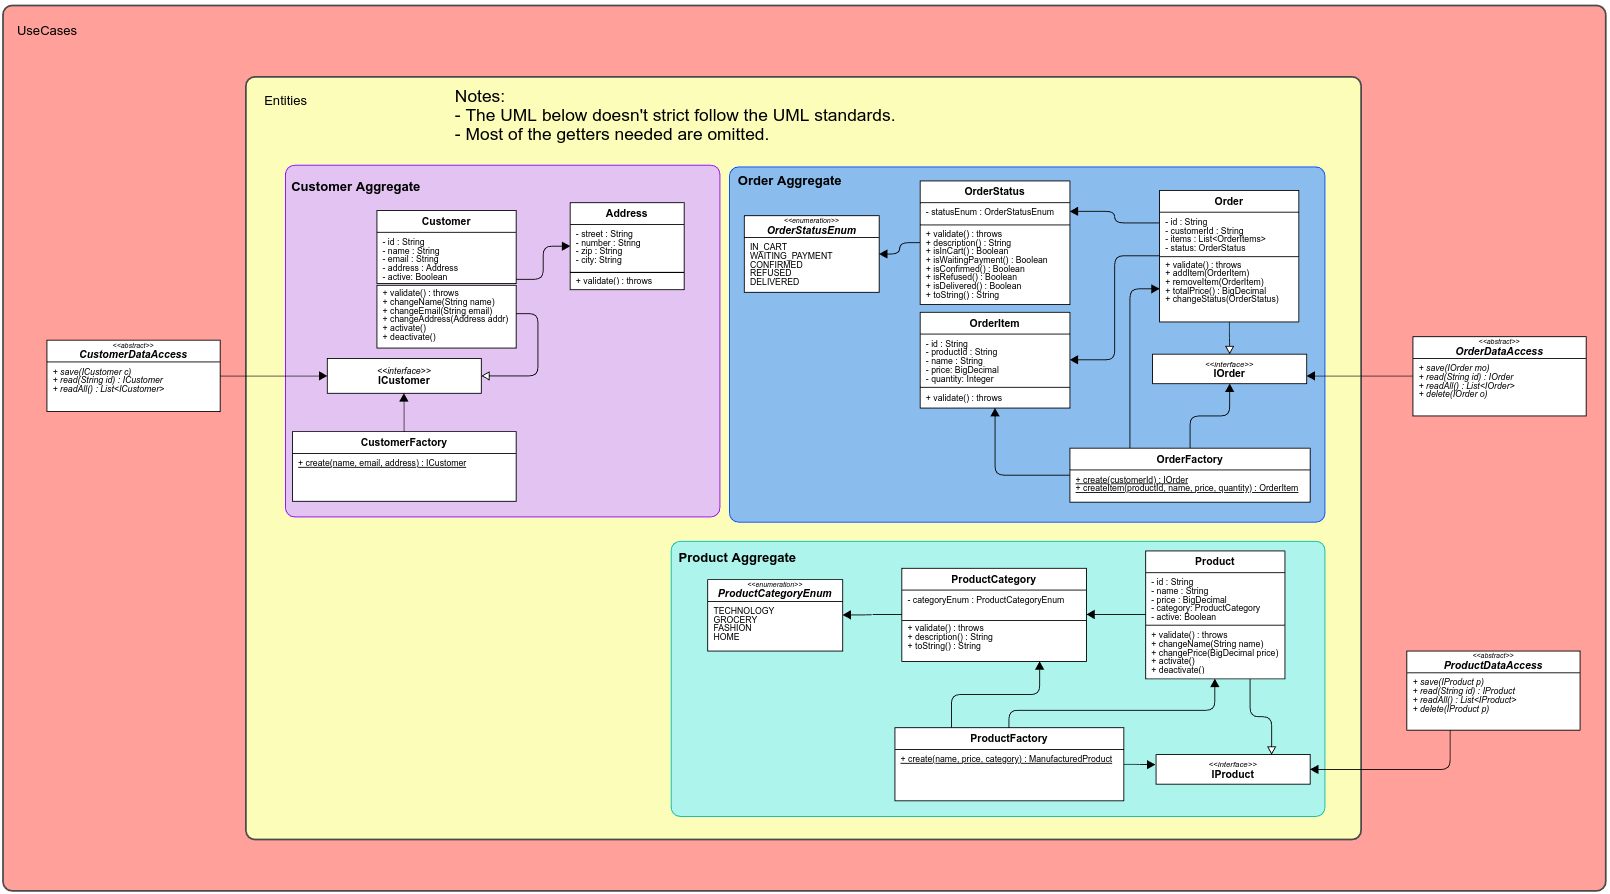 UseCases
Entities
Notes:
- The UML below doesn't strict follow the UML standards.
- Most of the getters needed are omitted.
Customer Aggregate
Customer
- id : String
- name : String
- email : String
- address : Address
- active: Boolean
+ validate() : throws
+ changeName(String name)
+ changeEmail(String email)
+ changeAddress(Address addr)
+ activate()
+ deactivate()
Address
- street : String
- number : String
- zip : String
- city: String
+ validate() : throws
<<interface>>
ICustomer
CustomerFactory
+ create(name, email, address) : ICustomer
<<abstract>>
CustomerDataAccess
+ save(ICustomer c)
+ read(String id) : ICustomer
+ readAll() : List<ICustomer>
Order Aggregate
<<enumeration>>
OrderStatusEnum
IN_CART
WAITING_PAYMENT
CONFIRMED
REFUSED
DELIVERED
OrderStatus
- statusEnum : OrderStatusEnum
+ validate() : throws
+ description() : String
+ isInCart() : Boolean
+ isWaitingPayment() : Boolean
+ isConfirmed() : Boolean
+ isRefused() : Boolean
+ isDelivered() : Boolean
+ toString() : String
Order
- id : String
- customerId : String
- items : List<OrderItems>
- status: OrderStatus
+ validate() : throws
+ addItem(OrderItem)
+ removeItem(OrderItem)
+ totalPrice() : BigDecimal
+ changeStatus(OrderStatus)
OrderItem
- id : String
- productId : String
- name : String
- price: BigDecimal
- quantity: Integer
+ validate() : throws
<<interface>>
IOrder
OrderFactory
+ create(customerId) : IOrder
+ createItem(productId, name, price, quantity) : OrderItem
<<abstract>>
OrderDataAccess
+ save(IOrder mo)
+ read(String id) : IOrder
+ readAll() : List<IOrder>
+ delete(IOrder o)
Product Aggregate
<<enumeration>>
ProductCategoryEnum
TECHNOLOGY
GROCERY
FASHION
HOME
ProductCategory
- categoryEnum : ProductCategoryEnum
+ validate() : throws
+ description() : String
+ toString() : String
Product
- id : String
- name : String
- price : BigDecimal
- category: ProductCategory
- active: Boolean
+ validate() : throws
+ changeName(String name)
+ changePrice(BigDecimal price)
+ activate()
+ deactivate()
ProductFactory
+ create(name, price, category) : ManufacturedProduct
<<interface>>
IProduct
<<abstract>>
ProductDataAccess
+ save(IProduct p)
+ read(String id) : IProduct
+ readAll() : List<IProduct>
+ delete(IProduct p)